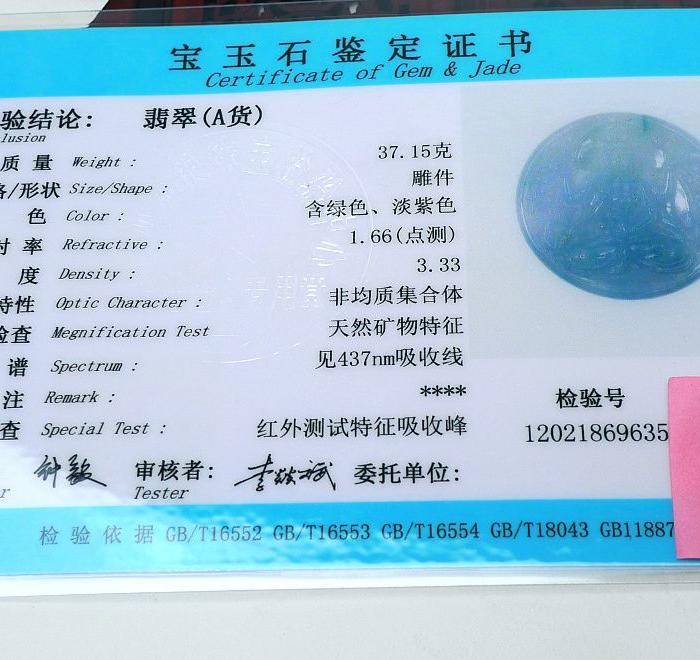 宝玉石鉴定证书
Certificate of Gem & Jade
验结论: 翡翠(A货)
lusion
质量 Weight : 37.15克
/形状 Size/Shape : 雕件
色 Color : 含绿色、淡紫色
射率 Refractive : 1.66(点测)
度 Density : 3.33
特性 Optic Character : 非均质集合体
检查 Megnification Test 天然矿物特征
谱 Spectrum : 见437nm吸收线
注 Remark : ****
检验号
查 Special Test : 红外测试特征吸收峰
12021869635
审核者: 委托单位:
r Tester
检验依据 GB/T16552 GB/T16553 GB/T16554 GB/T18043 GB11887